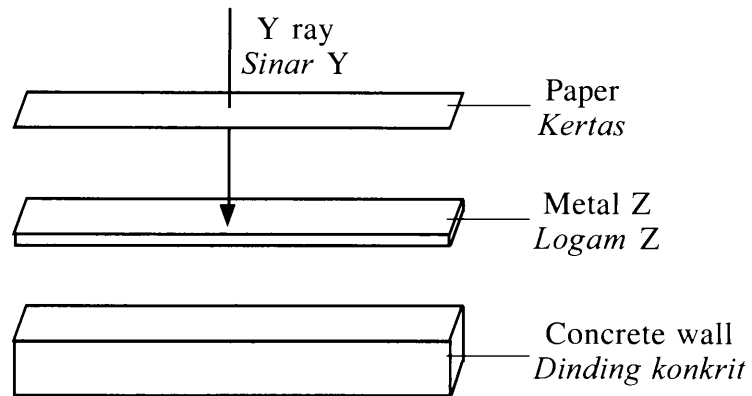 Y ray
Sinar Y
Paper
Kertas
Metal Z
Logam Z
Concrete wall
Dinding konkrit